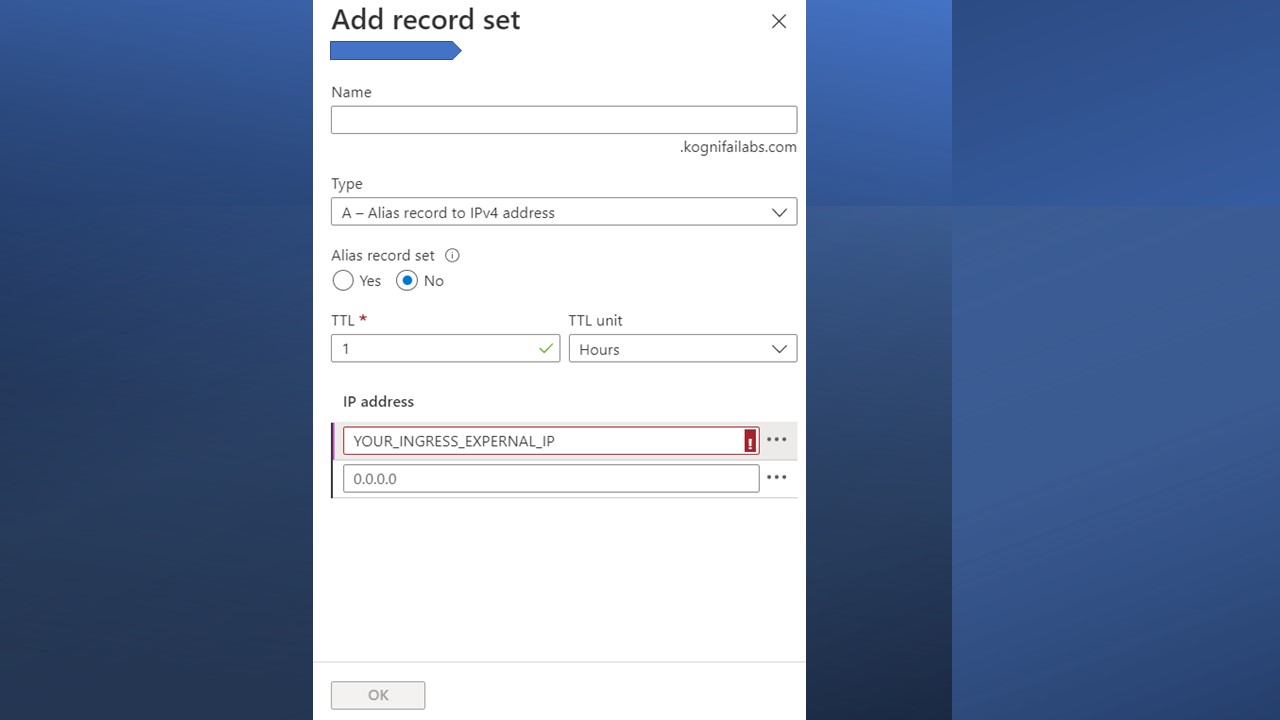 Add record set
Name
.kognifailabs.com
Type
A – Alias record to IPv4 address
Alias record set
Yes No
TTL * TTL unit
1 Hours
IP address
YOUR_INGRESS_EXPERNAL_IP
0.0.0.0
OK